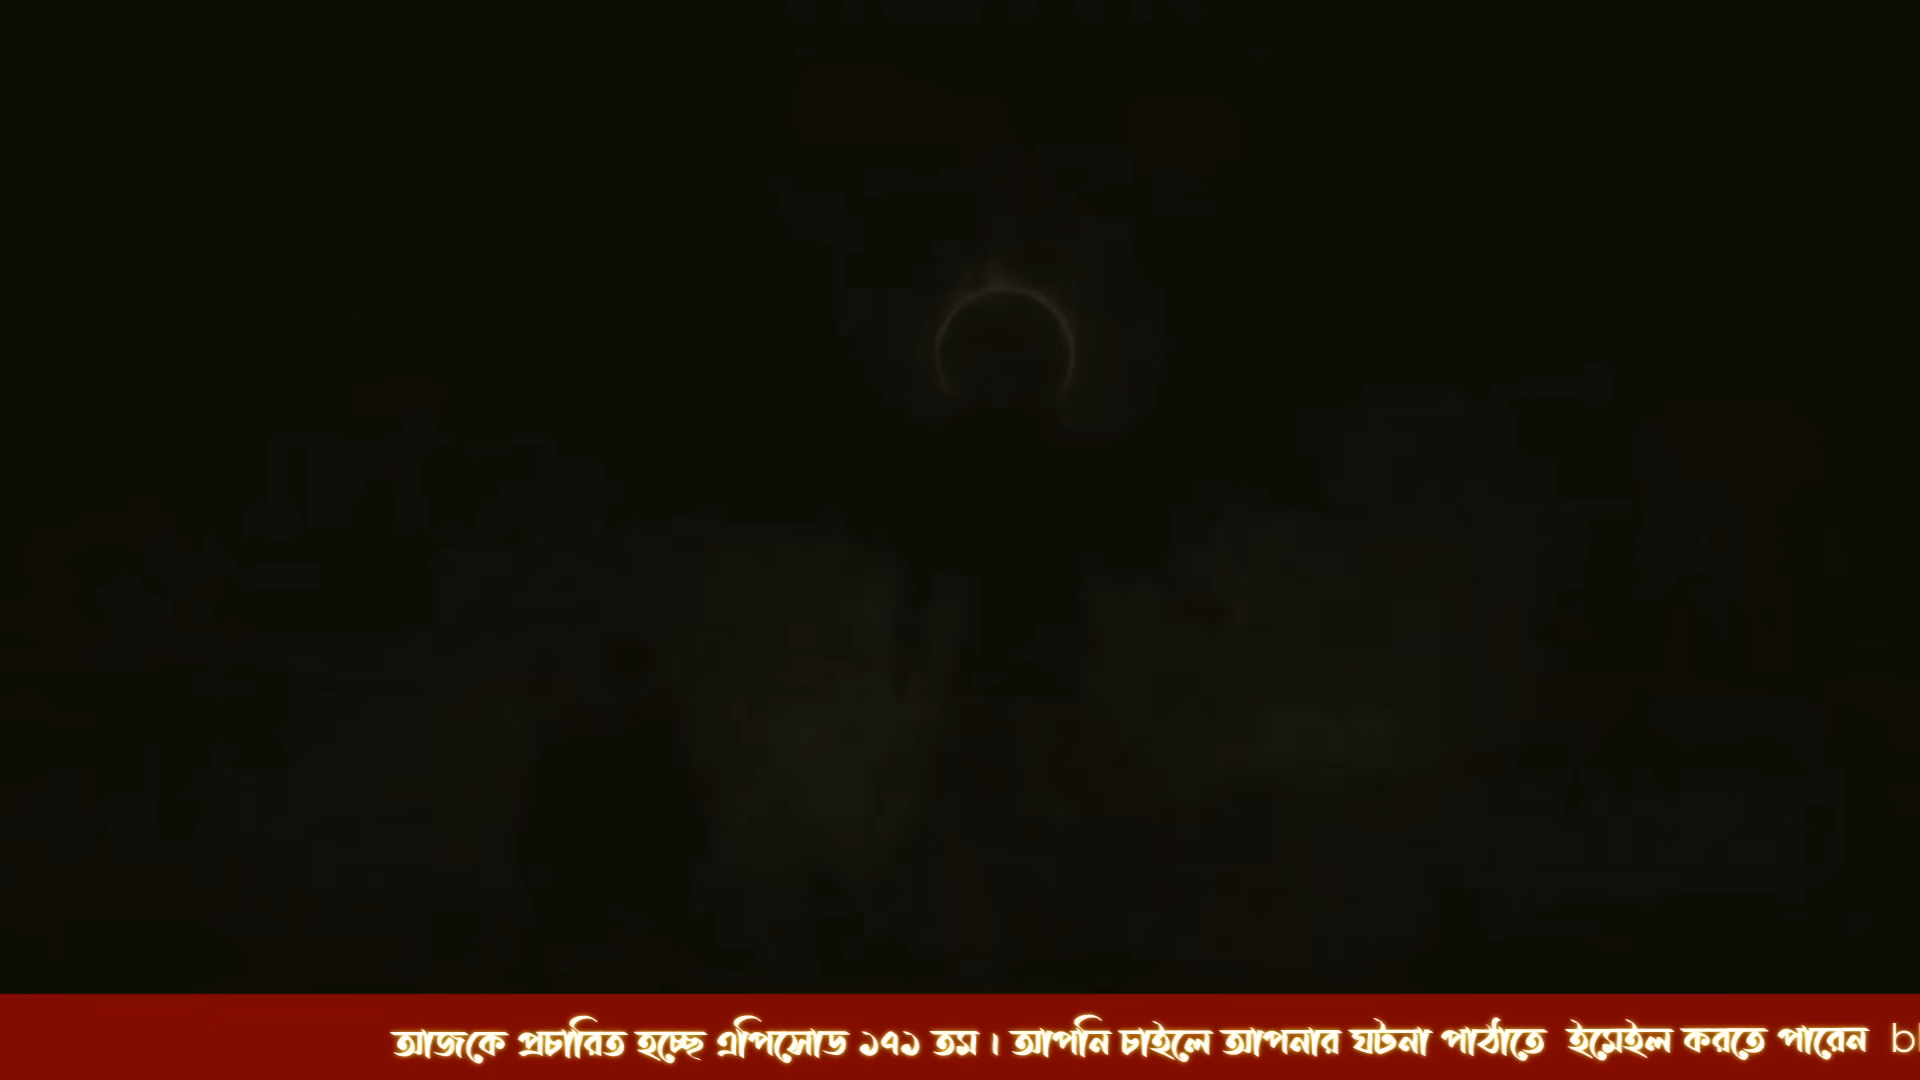 আজকে প্রচারিত হচ্ছে এপিসোড ১৭১ তম । আপনি চাইলে আপনার ঘটনা পাঠাতে ইমেইল করতে পারেন